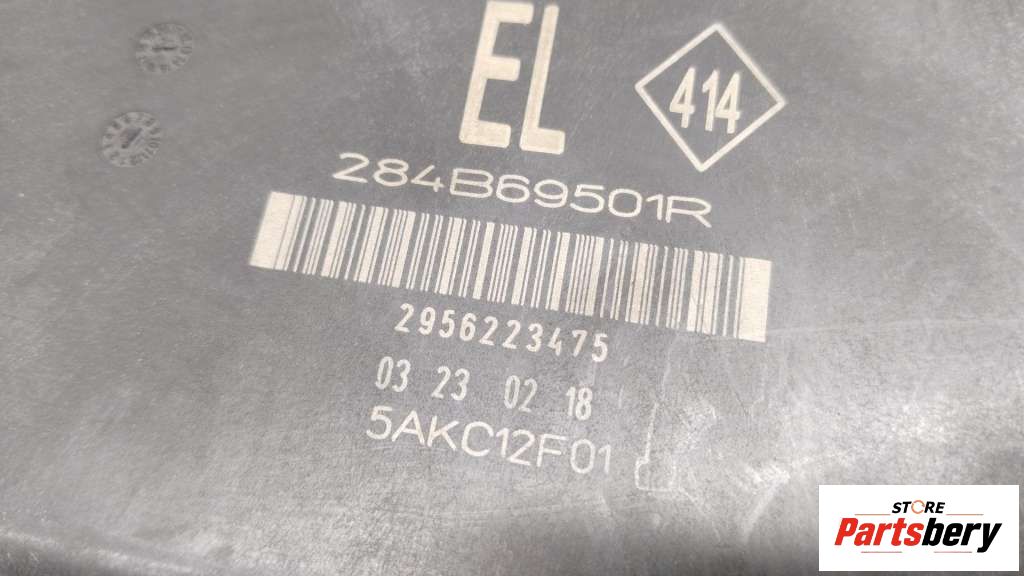 EL
414
284B69501R
2956223475
03 23 02 18
5AKC12F01
STORE
Partsbery